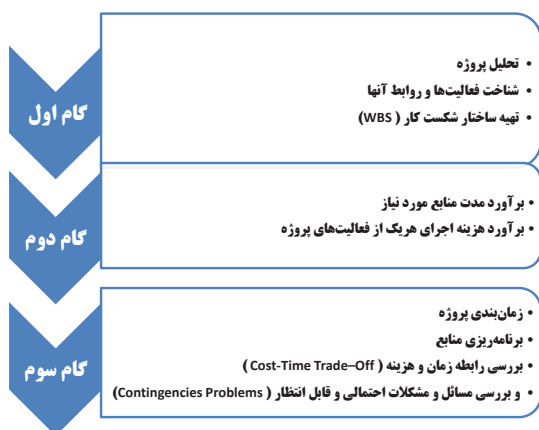 گام اول
• تحلیل پروژه
• شناخت فعالیت‌ها و روابط آنها
• تهیه ساختار شکست کار ( WBS)
گام دوم
• برآورد مدت منابع مورد نیاز
• برآورد هزینه اجرای هریک از فعالیت‌های پروژه
گام سوم
• زمان‌بندی پروژه
• برنامه‌ریزی منابع
• بررسی رابطه زمان و هزینه ( Cost-Time Trade–Off )
• و بررسی مسائل و مشکلات احتمالی و قابل انتظار ( Contingencies Problems)